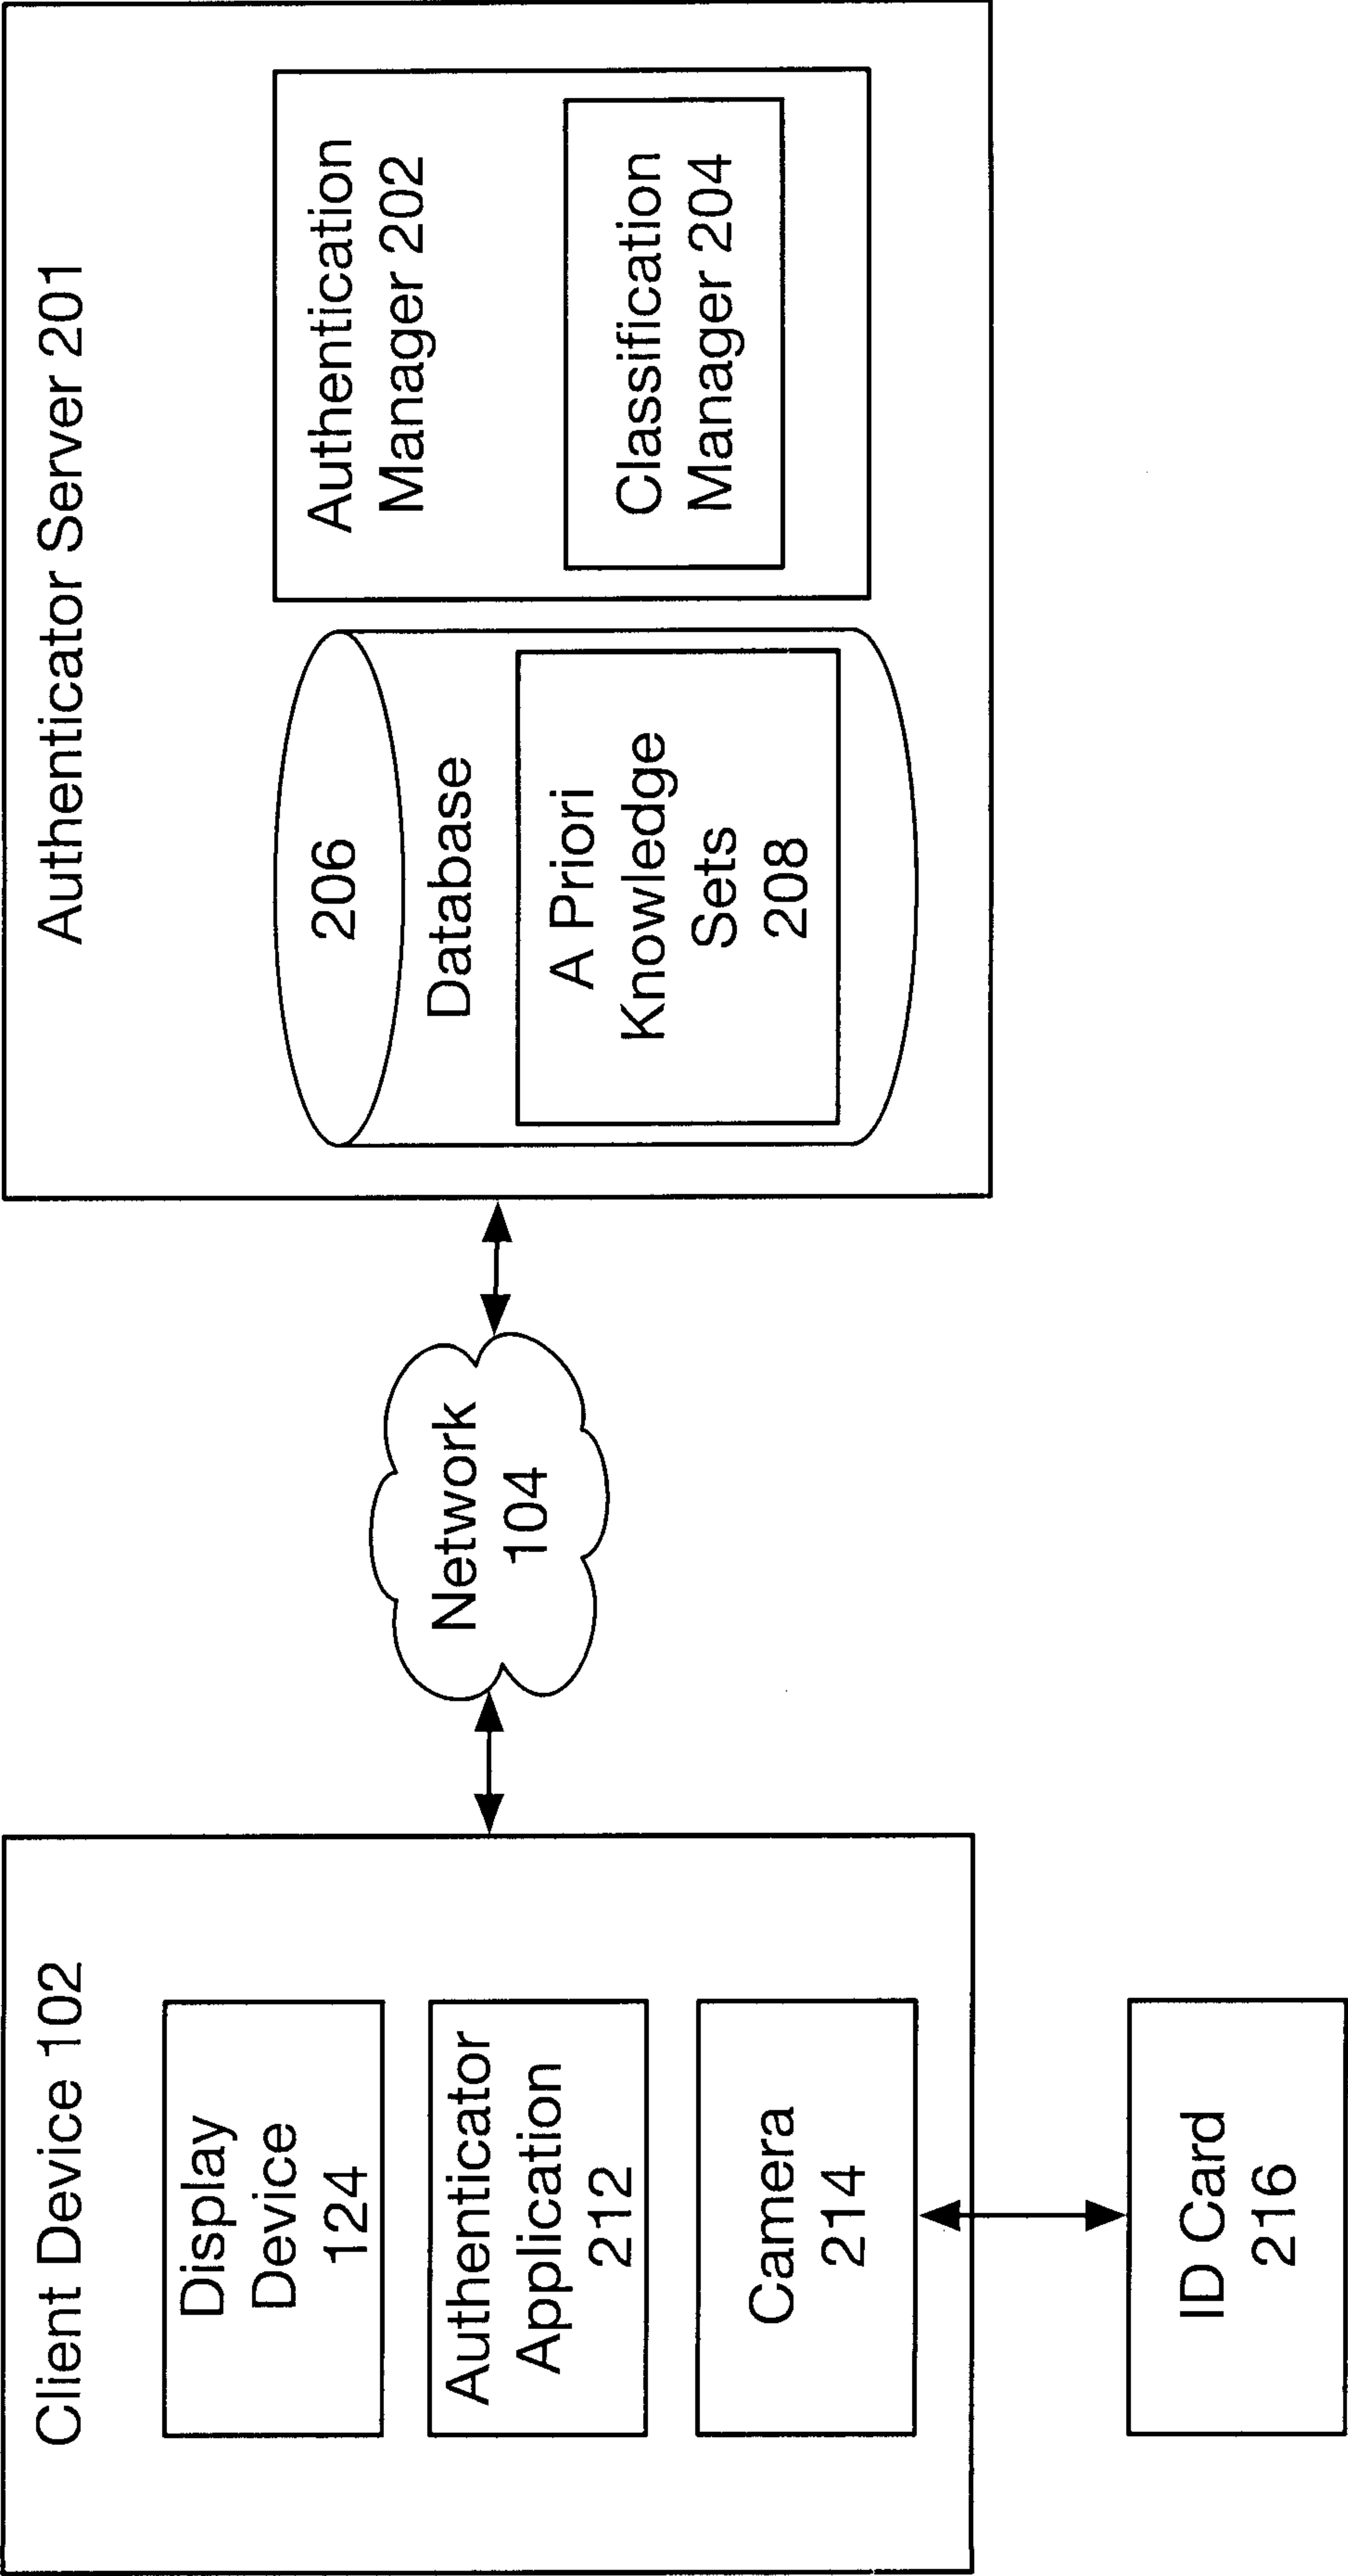 Client Device 102
Display
Device
124
Authenticator
Application
212
Camera
214
ID Card
216
Network
104
Authenticator Server 201
206
Database
A Priori
Knowledge
Sets
208
Authentication
Manager 202
Classification
Manager 204